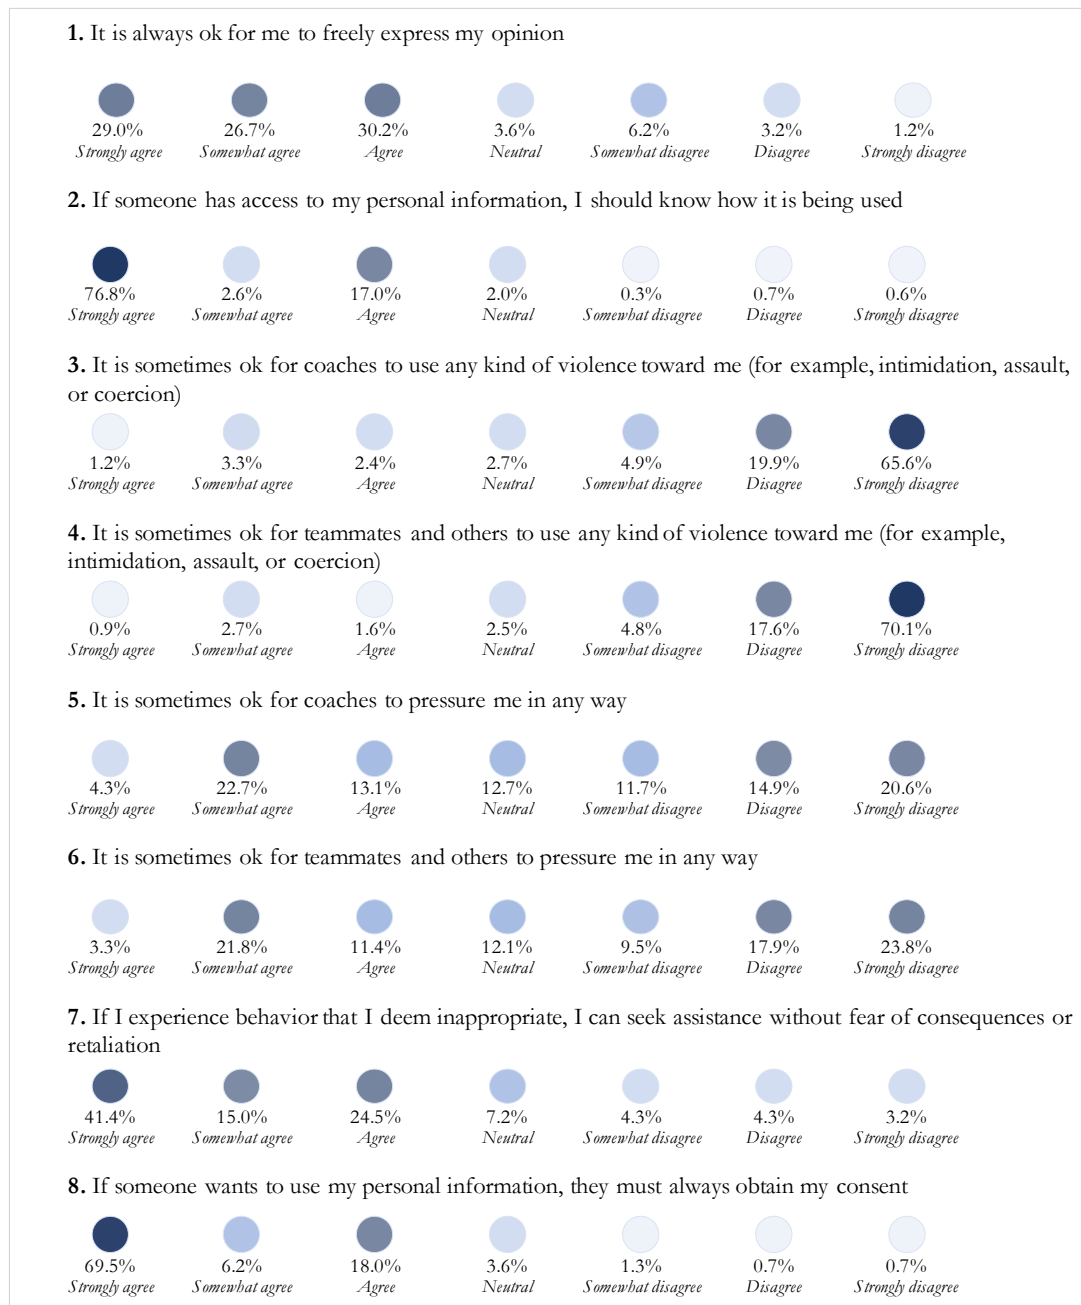 1. It is always ok for me to freely express my opinion
29.0% 26.7% 30.2% 3.6% 6.2% 3.2% 1.2%
Strongly agree Somewhat agree Agree Neutral Somewhat disagree Disagree Strongly disagree
2. If someone has access to my personal information, I should know how it is being used
76.8% 2.6% 17.0% 2.0% 0.3% 0.7% 0.6%
Strongly agree Somewhat agree Agree Neutral Somewhat disagree Disagree Strongly disagree
3. It is sometimes ok for coaches to use any kind of violence toward me (for example, intimidation, assault,
or coercion)
1.2% 3.3% 2.4% 2.7% 4.9% 19.9% 65.6%
Strongly agree Somewhat agree Agree Neutral Somewhat disagree Disagree Strongly disagree
4. It is sometimes ok for teammates and others to use any kind of violence toward me (for example,
intimidation, assault, or coercion)
0.9% 2.7% 1.6% 2.5% 4.8% 17.6% 70.1%
Strongly agree Somewhat agree Agree Neutral Somewhat disagree Disagree Strongly disagree
5. It is sometimes ok for coaches to pressure me in any way
4.3% 22.7% 13.1% 12.7% 11.7% 14.9% 20.6%
Strongly agree Somewhat agree Agree Neutral Somewhat disagree Disagree Strongly disagree
6. It is sometimes ok for teammates and others to pressure me in any way
3.3% 21.8% 11.4% 12.1% 9.5% 17.9% 23.8%
Strongly agree Somewhat agree Agree Neutral Somewhat disagree Disagree Strongly disagree
7. If I experience behavior that I deem inappropriate, I can seek assistance without fear of consequences or
retaliation
41.4% 15.0% 24.5% 7.2% 4.3% 4.3% 3.2%
Strongly agree Somewhat agree Agree Neutral Somewhat disagree Disagree Strongly disagree
8. If someone wants to use my personal information, they must always obtain my consent
69.5% 6.2% 18.0% 3.6% 1.3% 0.7% 0.7%
Strongly agree Somewhat agree Agree Neutral Somewhat disagree Disagree Strongly disagree